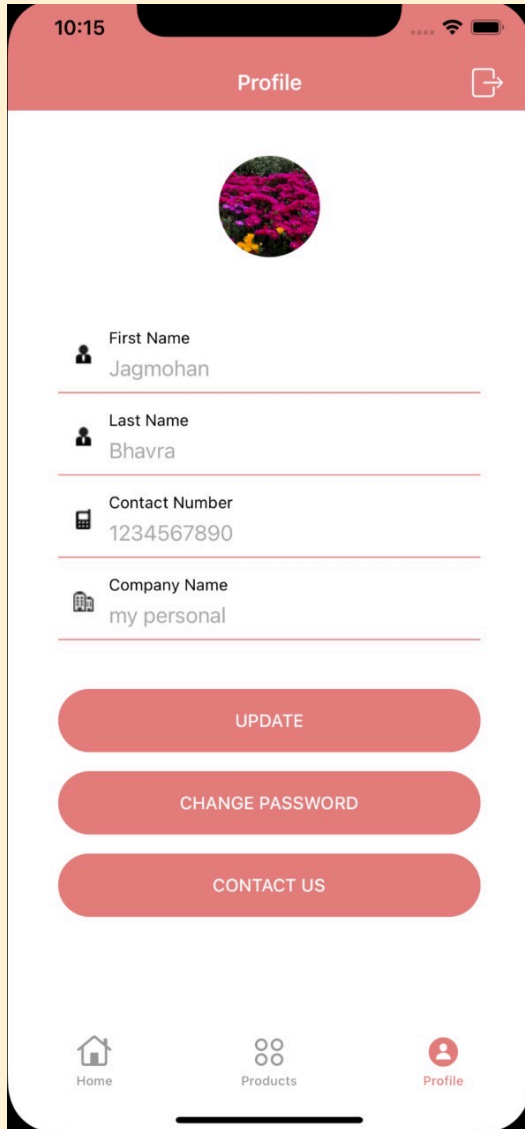 10:15
Profile
First Name
Jagmohan
Last Name
Bhavra
Contact Number
1234567890
Company Name
my personal
UPDATE
CHANGE PASSWORD
CONTACT US
Home Products Profile